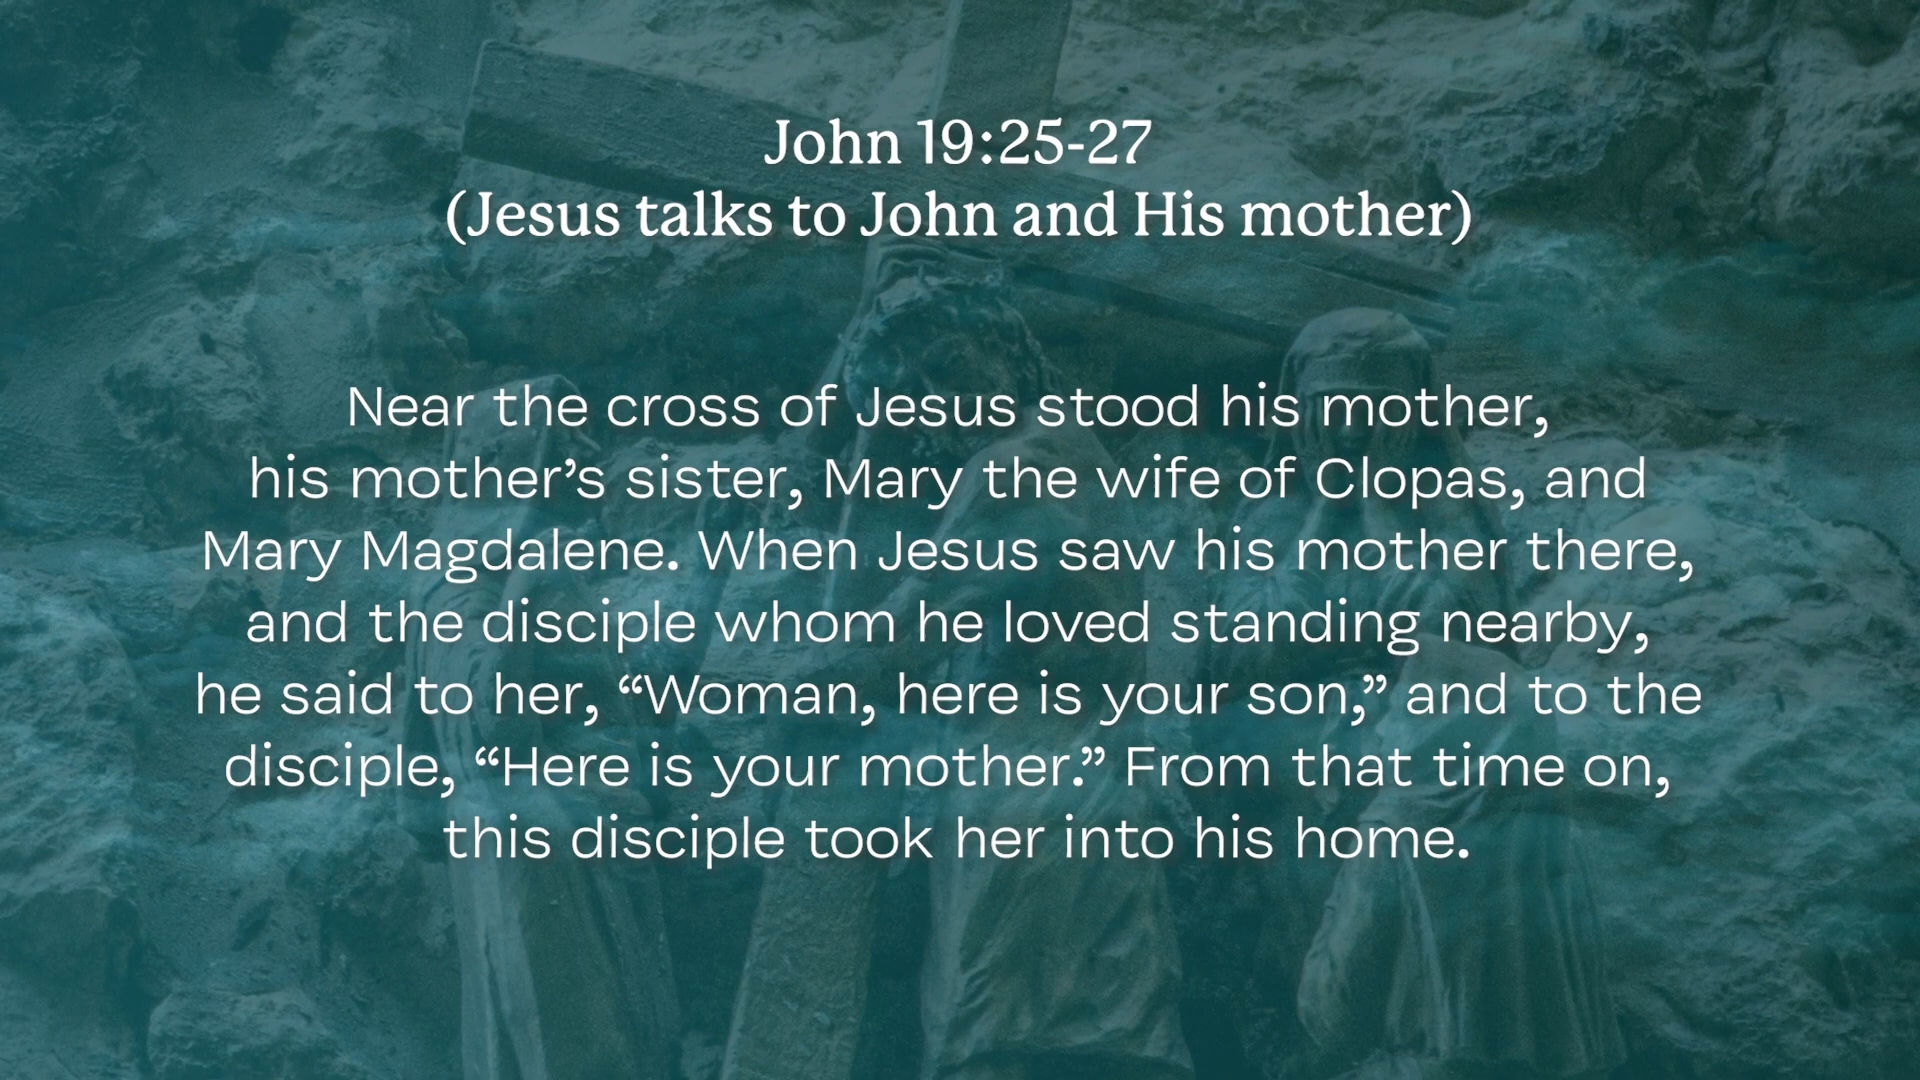 John 19:25-27
(Jesus talks to John and His mother)
Near the cross of Jesus stood his mother,
his mother’s sister, Mary the wife of Clopas, and
Mary Magdalene. When Jesus saw his mother there,
and the disciple whom he loved standing nearby,
he said to her, “Woman, here is your son,” and to the
disciple, “Here is your mother.” From that time on,
this disciple took her into his home.